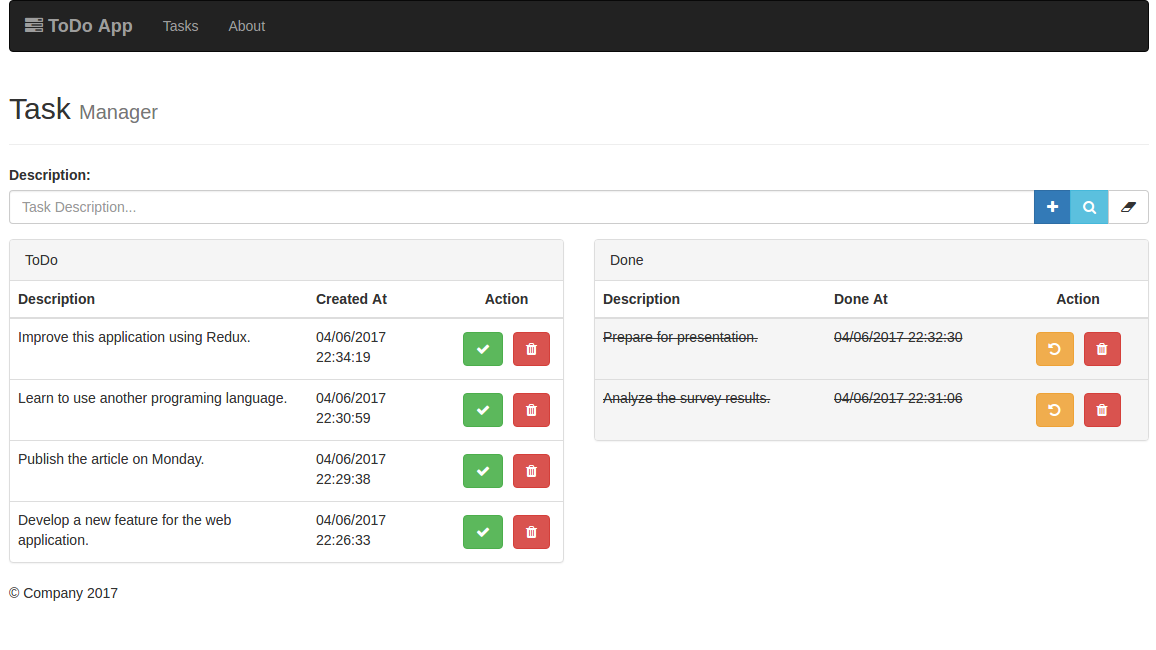 ToDo App Tasks About
Task Manager
Description:
Task Description...
ToDo
Description Created At Action
Improve this application using Redux. 04/06/2017
22:34:19
Learn to use another programing language. 04/06/2017
22:30:59
Publish the article on Monday. 04/06/2017
22:29:38
Develop a new feature for the web 04/06/2017
application. 22:26:33
Done
Description Done At Action
Prepare for presentation. 04/06/2017 22:32:30
Analyze the survey results. 04/06/2017 22:31:06
© Company 2017